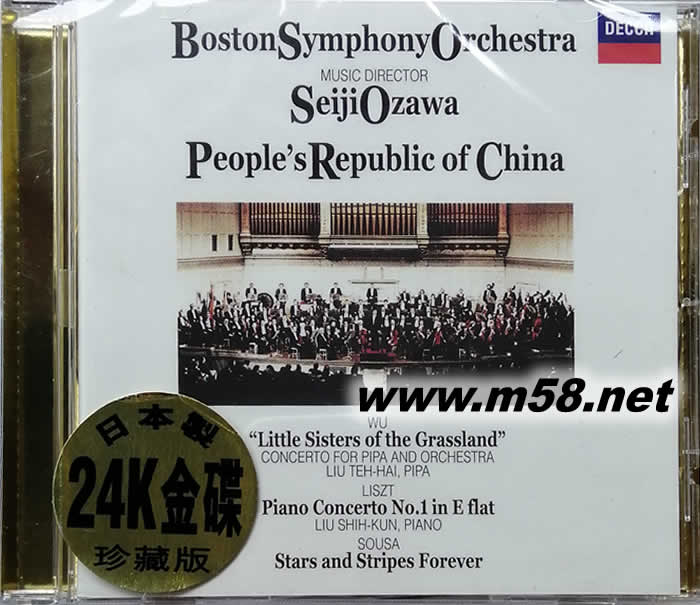 Boston Symphony Orchestra
DECCA
MUSIC DIRECTOR
Seiji Ozawa
People's Republic of China
www.m58.net
WU
"Little Sisters of the Grassland"
CONCERTO FOR PIPA AND ORCHESTRA
LIU TEH-HAI, PIPA
LISZT
Piano Concerto No.1 in E flat
LIU SHIH-KUN, PIANO
SOUSA
Stars and Stripes Forever
日本製
24K金碟
珍藏版